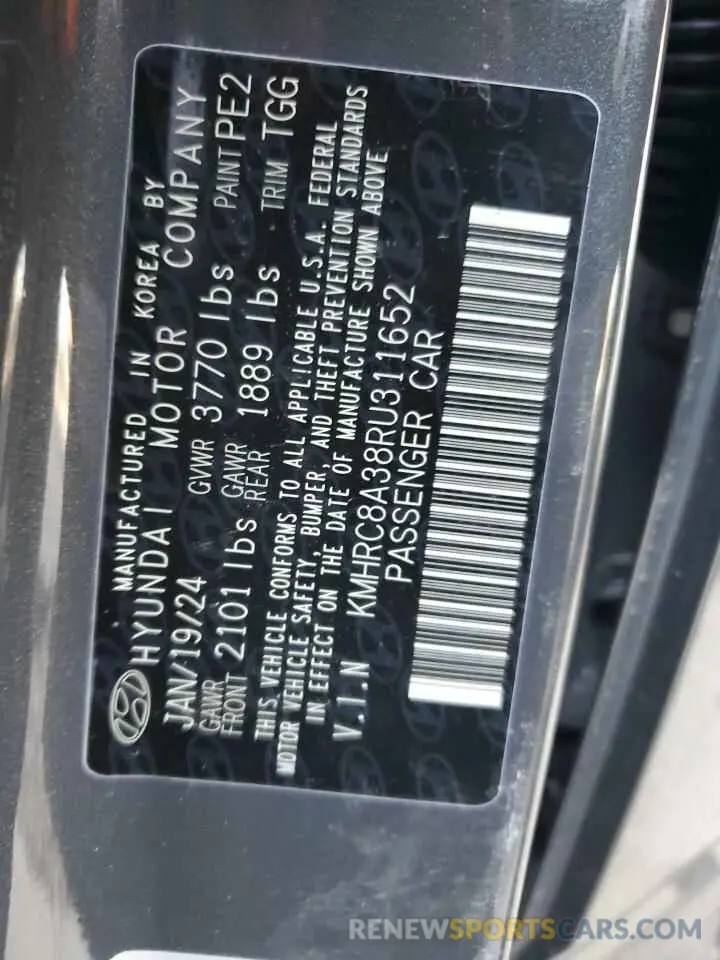 MANUFACTURED IN KOREA BY
HYUNDAI MOTOR COMPANY
JAN/19/24 GVWR 3770 lbs PAINT PE2
GAWR FRONT 2101 lbs GAWR REAR 1889 lbs TRIM TGG
THIS VEHICLE CONFORMS TO ALL APPLICABLE U.S.A. FEDERAL
MOTOR VEHICLE SAFETY, BUMPER, AND THEFT PREVENTION STANDARDS
IN EFFECT ON THE DATE OF MANUFACTURE SHOWN ABOVE
V.I.N KMHRC8A38RU311652
PASSENGER CAR
RENEWSPORTSCARS.COM